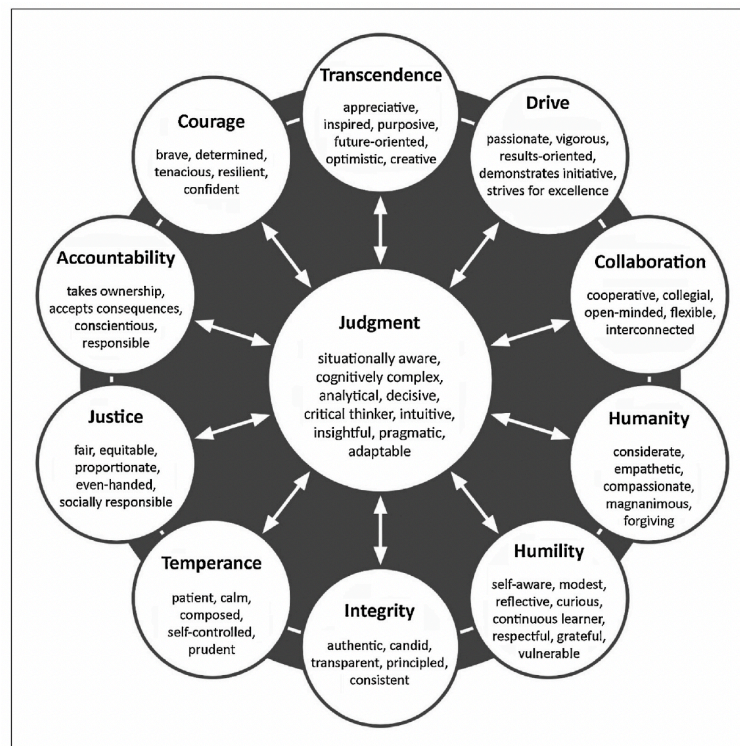 Transcendence
appreciative,
inspired, purposive,
future-oriented,
optimistic, creative
Drive
passionate, vigorous,
results-oriented,
demonstrates initiative,
strives for excellence
Collaboration
cooperative, collegial,
open-minded, flexible,
interconnected
Humanity
considerate,
empathetic,
compassionate,
magnanimous,
forgiving
Humility
self-aware, modest,
reflective, curious,
continuous learner,
respectful, grateful,
vulnerable
Integrity
authentic, candid,
transparent, principled,
consistent
Temperance
patient, calm,
composed,
self-controlled,
prudent
Justice
fair, equitable,
proportionate,
even-handed,
socially responsible
Accountability
takes ownership,
accepts consequences,
conscientious,
responsible
Courage
brave, determined,
tenacious, resilient,
confident
Judgment
situationally aware,
cognitively complex,
analytical, decisive,
critical thinker, intuitive,
insightful, pragmatic,
adaptable